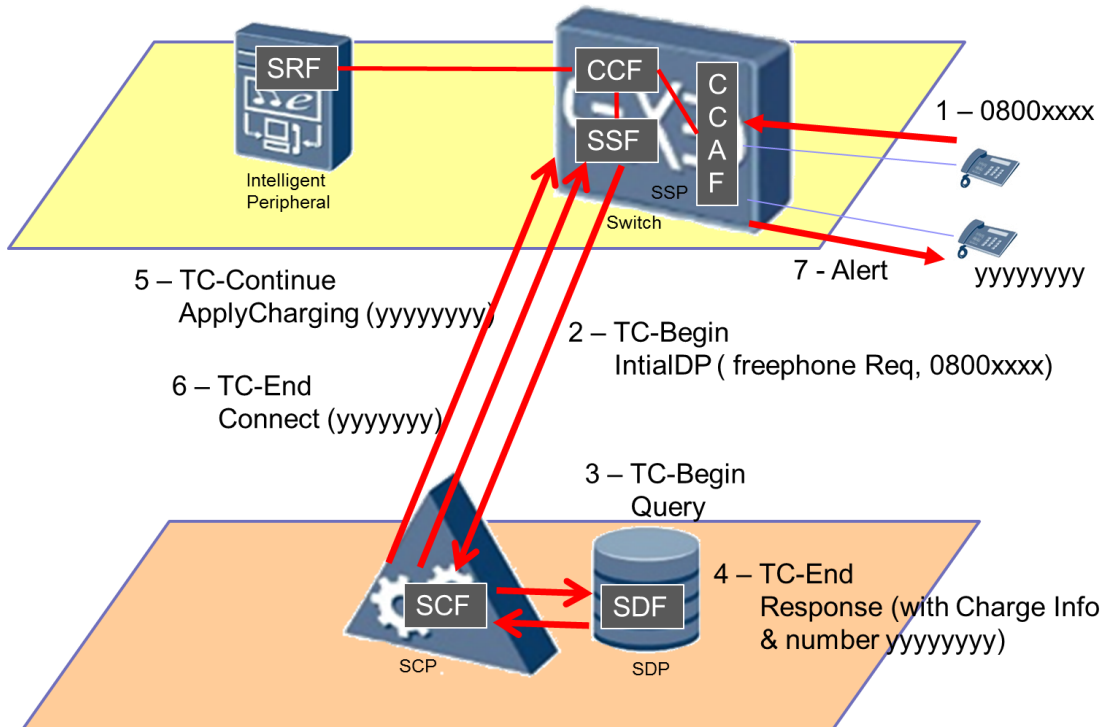 SRF
CCF
C
C
A
F
SSF
SSP
Switch
Intelligent
Peripheral
1 – 0800xxxx
7 - Alert
yyyyyyyy
5 – TC-Continue
ApplyCharging (yyyyyyyy)
2 – TC-Begin
IntialDP ( freephone Req, 0800xxxx)
6 – TC-End
Connect (yyyyyyy)
3 – TC-Begin
Query
4 – TC-End
Response (with Charge Info
& number yyyyyyyy)
SCF
SDF
SCP
SDP